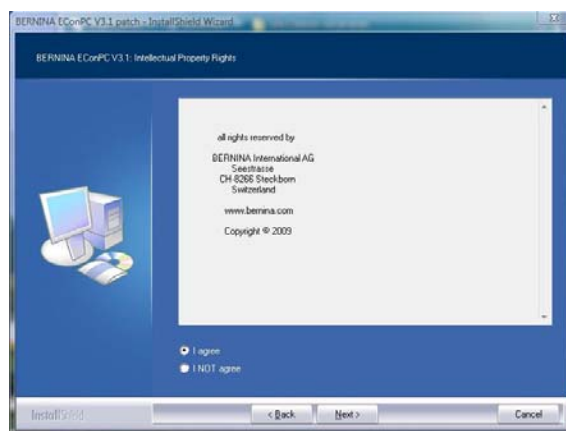 BERNINA EConPC V3.1 patch - InstallShield Wizard
BERNINA EConPC V3.1: Intellectual Property Rights
all rights reserved by
BERNINA International AG
Seestrasse
CH-8266 Steckborn
Switzerland
www.bernina.com
Copyright © 2009
I agree
I NOT agree
InstallShield
< Back
Next >
Cancel